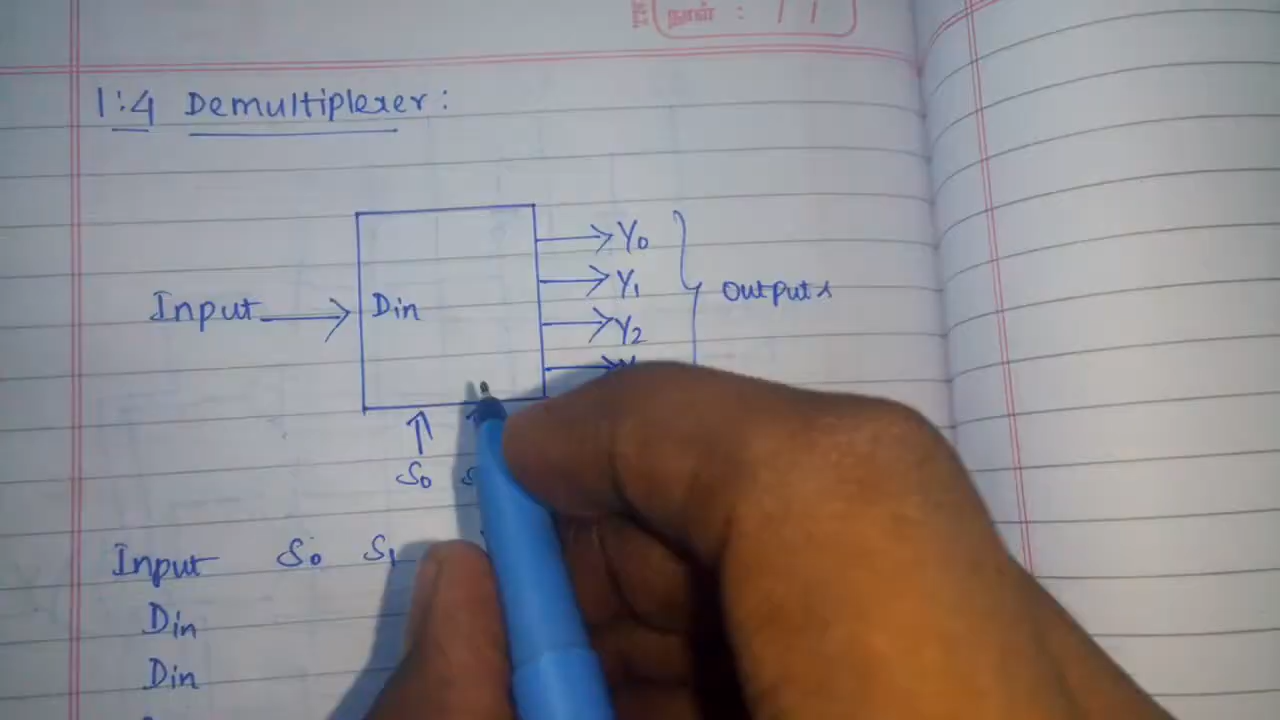 நாள் : / /
1:4 Demultiplexer:
Y0
Y1
Input Din Outputs
Y2
S0
Input S0 S1
Din
Din